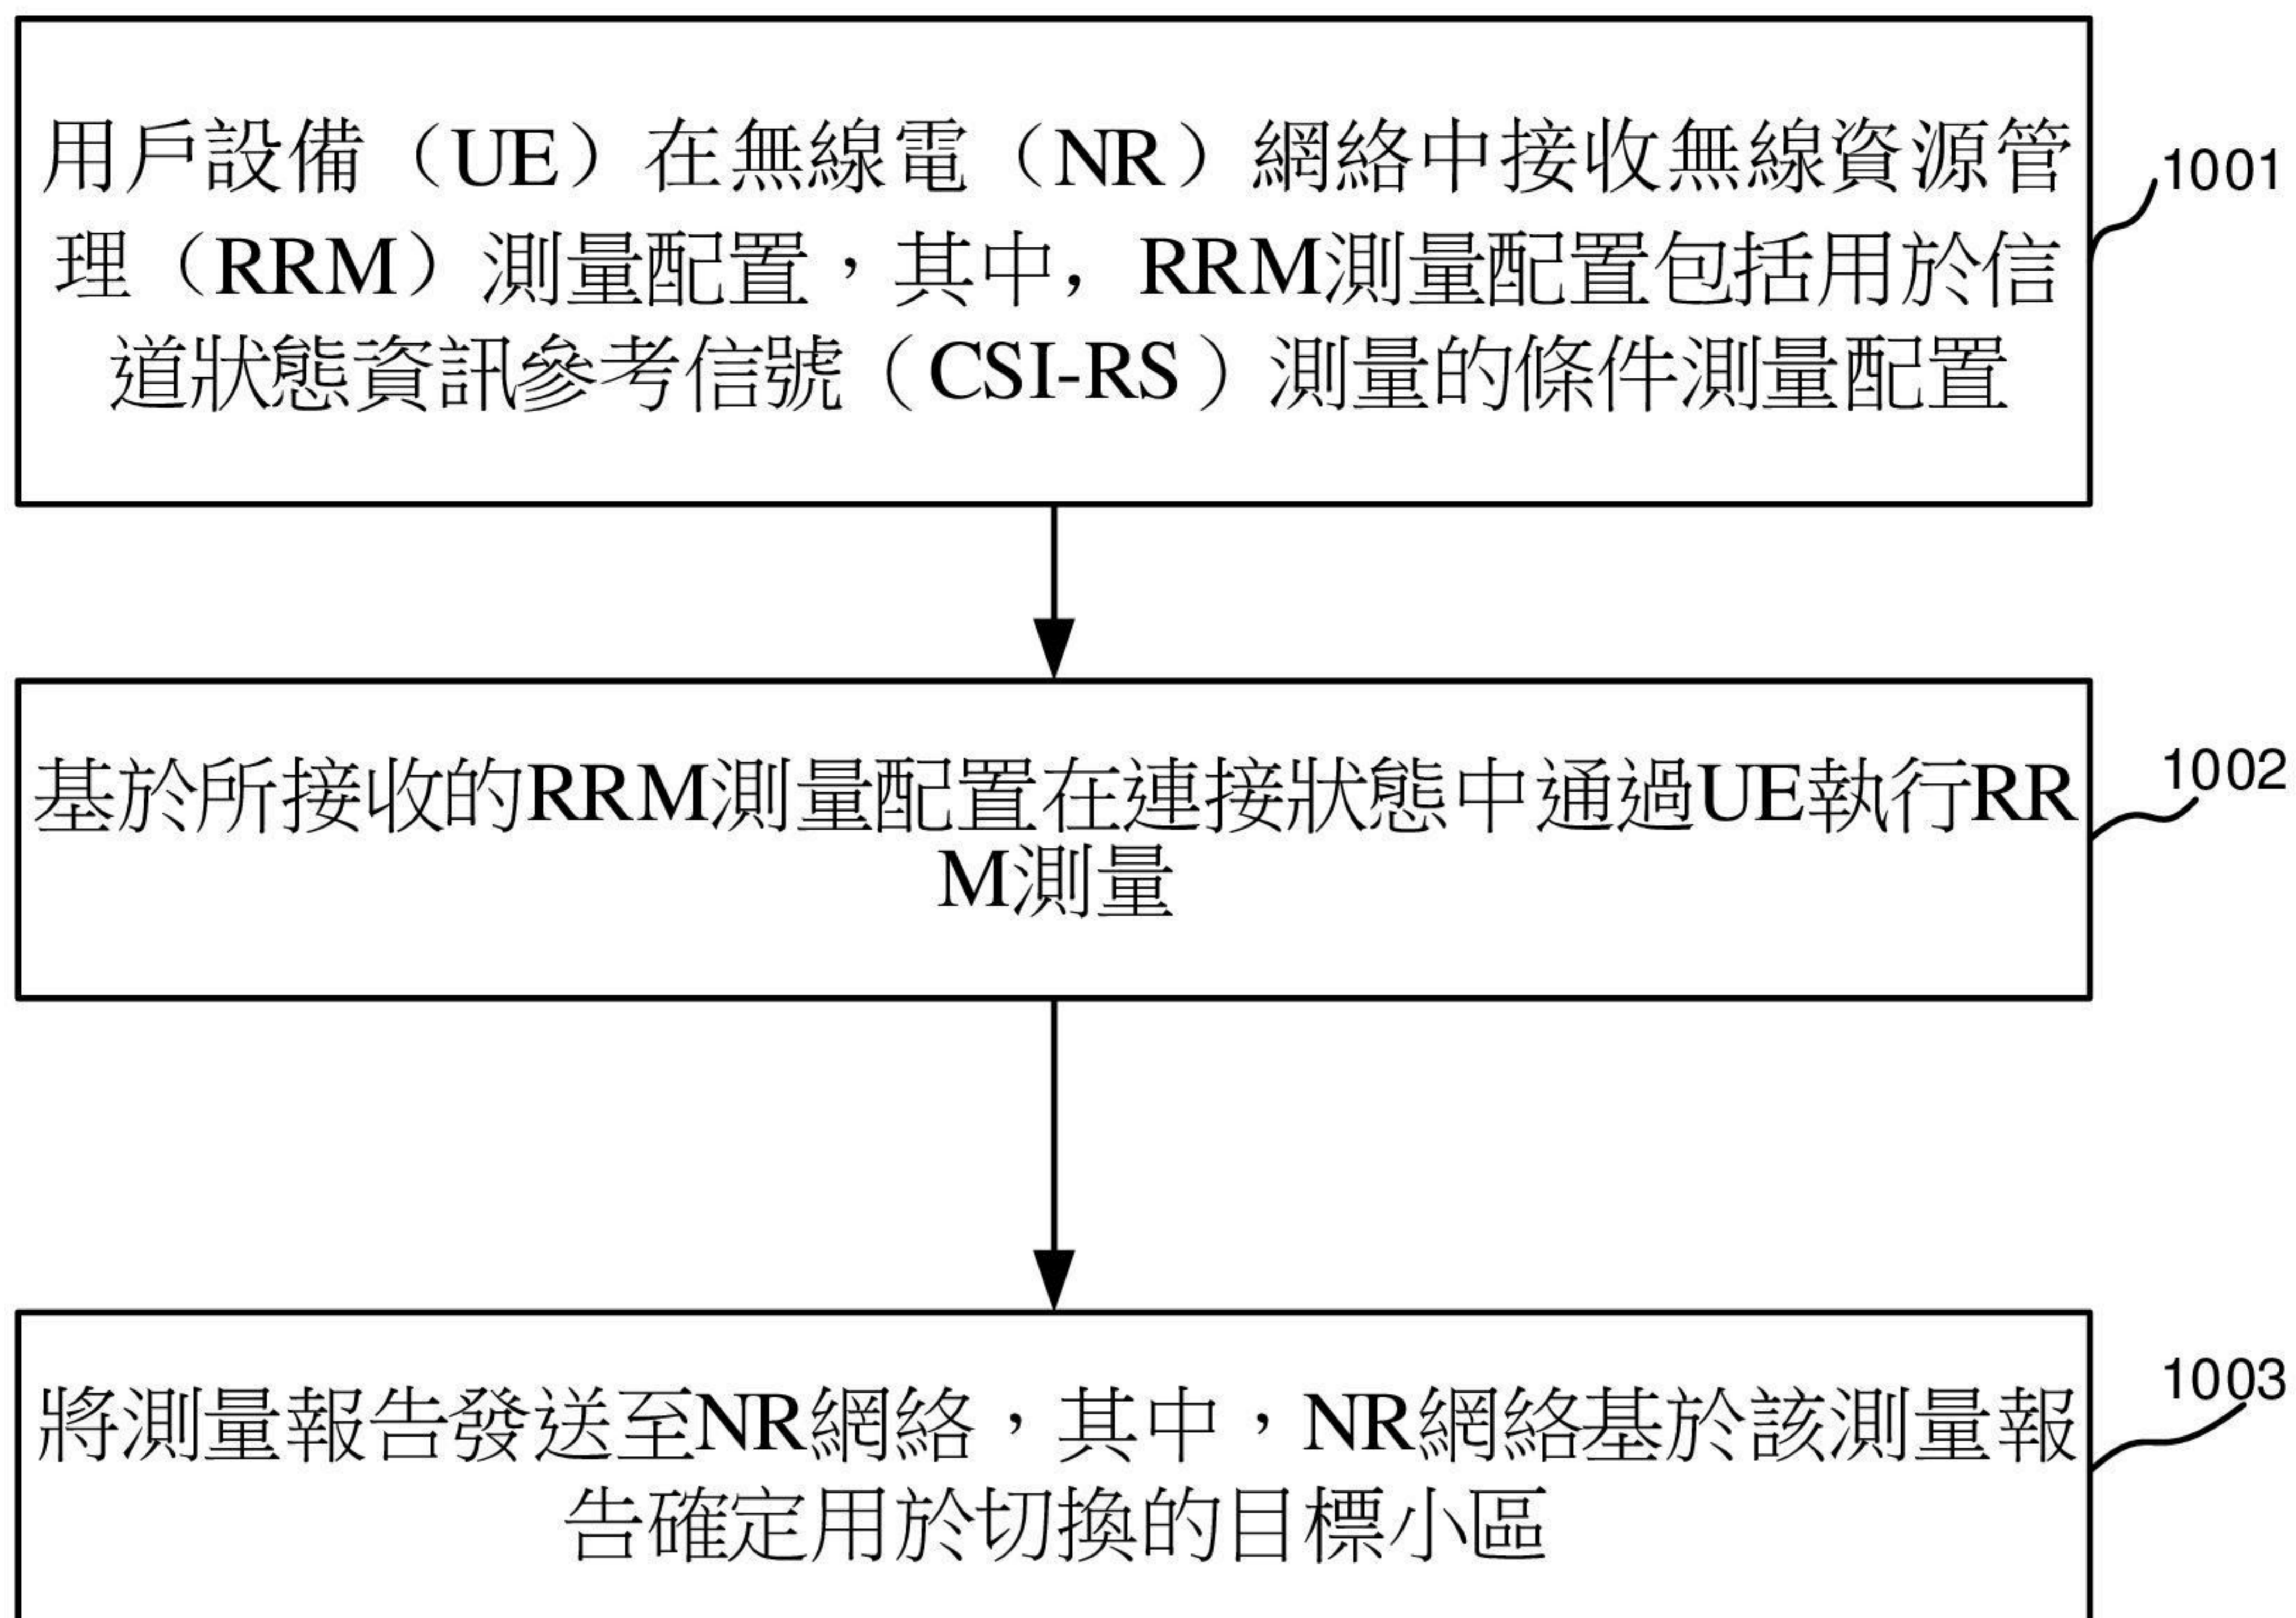 用戶設備（UE）在無線電（NR）網絡中接收無線資源管
理（RRM）測量配置，其中，RRM測量配置包括用於信
道狀態資訊參考信號（CSI-RS）測量的條件測量配置
1001
基於所接收的RRM測量配置在連接狀態中通過UE執行RR
M測量
1002
將測量報告發送至NR網絡，其中，NR網絡基於該測量報
告確定用於切換的目標小區
1003